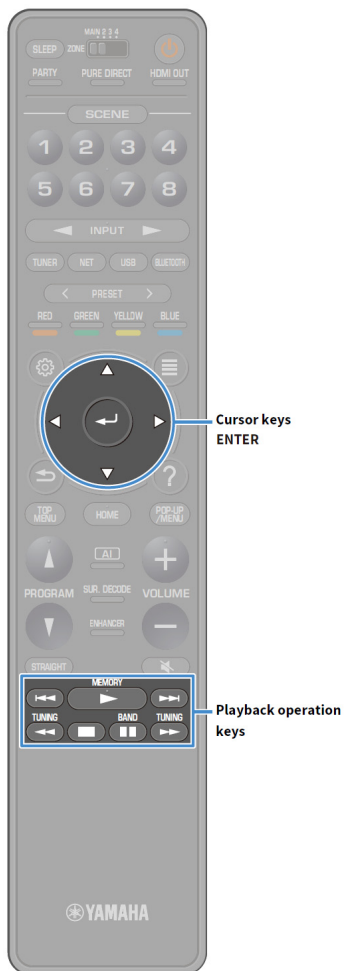 MAIN 2 3 4
SLEEP ZONE
PARTY PURE DIRECT HDMI OUT
SCENE
1 2 3 4
5 6 7 8
INPUT
TUNER NET USB BLUETOOTH
PRESET
RED GREEN YELLOW BLUE
Cursor keys
ENTER
?
TOP MENU HOME POP-UP /MENU
AI
PROGRAM SUR. DECODE VOLUME
ENHANCER
STRAIGHT
MEMORY
TUNING BAND TUNING
Playback operation
keys
YAMAHA